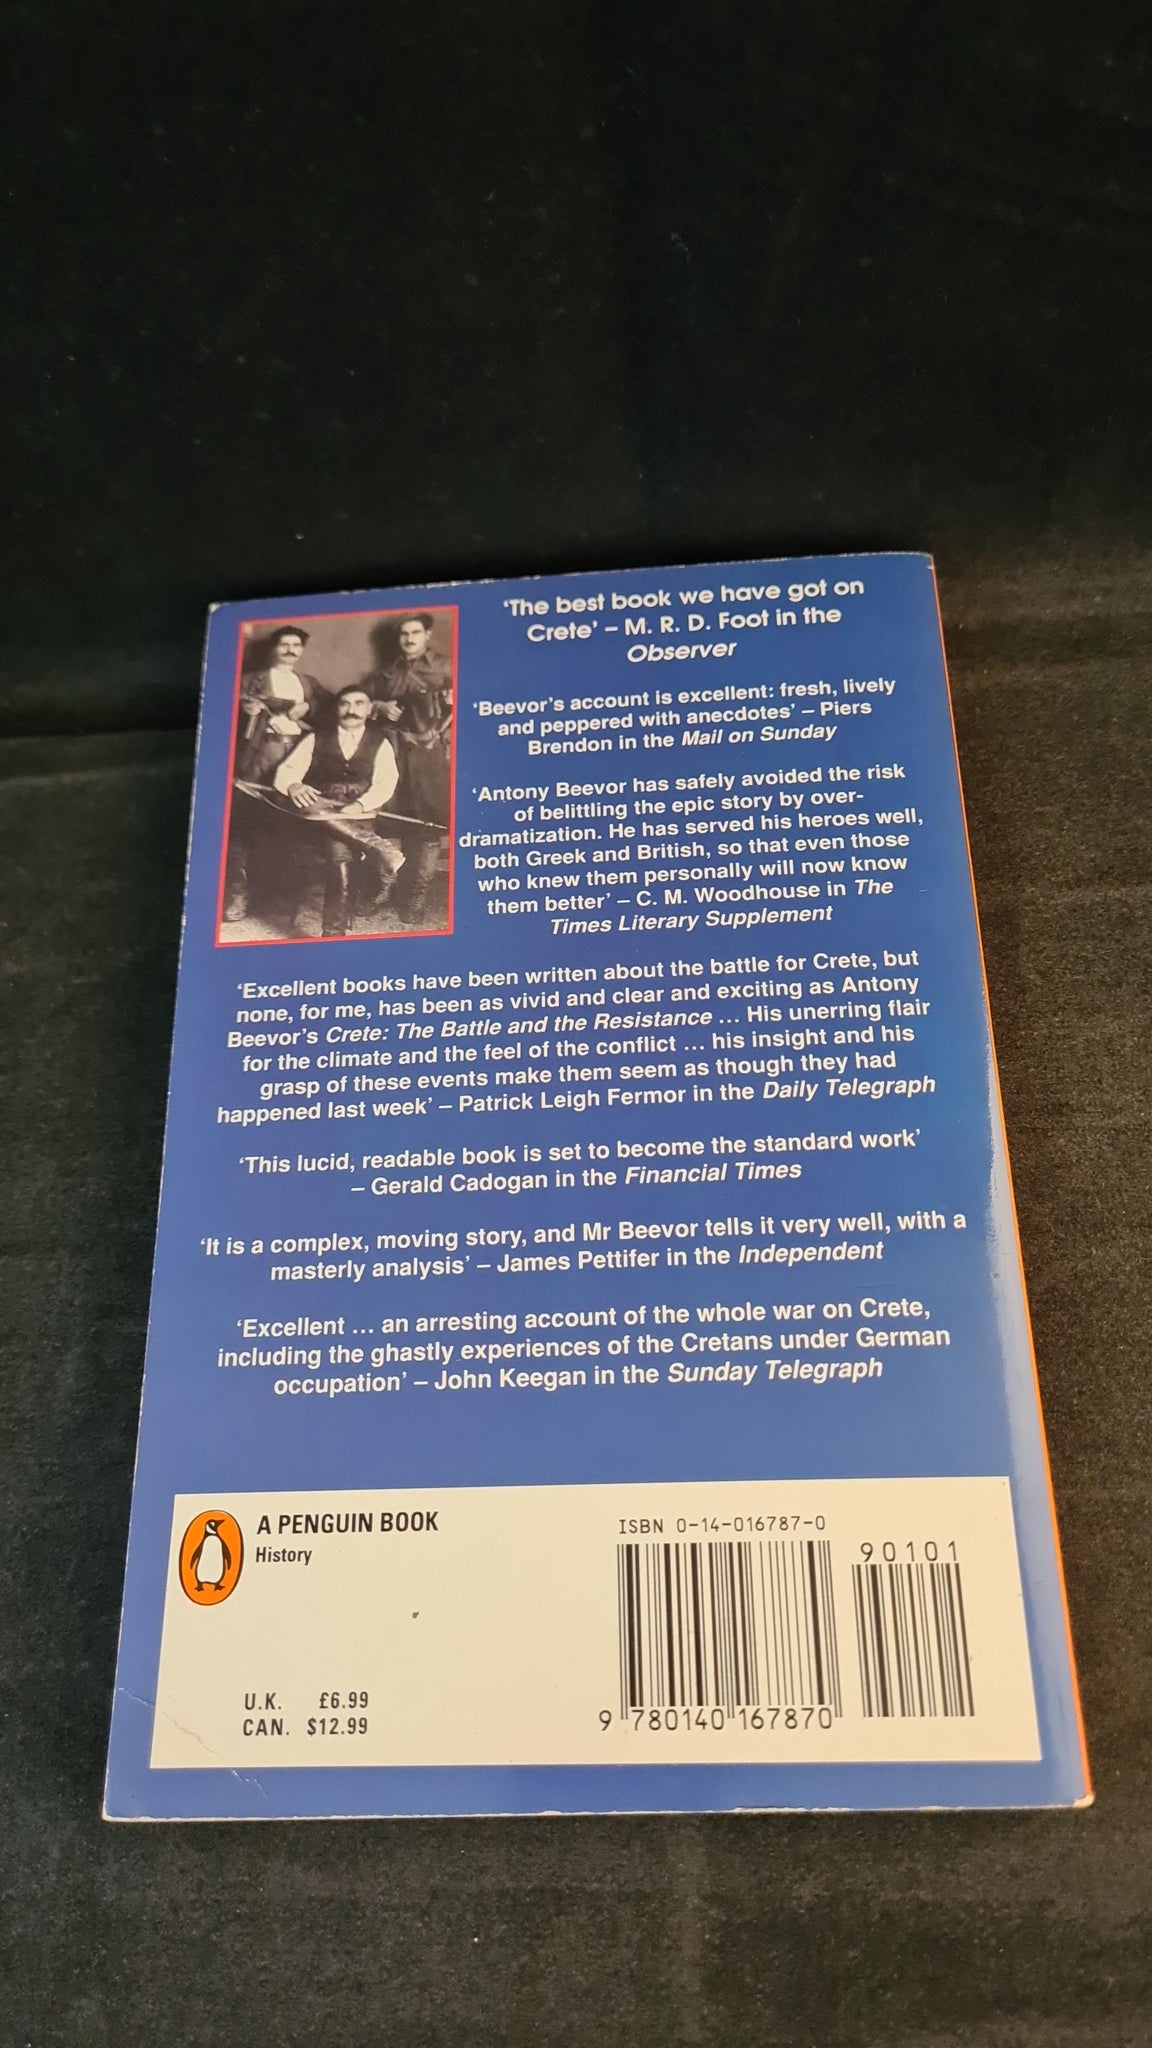 'The best book we have got on
Crete' – M. R. D. Foot in the
Observer
'Beevor's account is excellent: fresh, lively
and peppered with anecdotes' – Piers
Brendon in the Mail on Sunday
'Antony Beevor has safely avoided the risk
of belittling the epic story by over-
dramatization. He has served his heroes well,
both Greek and British, so that even those
who knew them personally will now know
them better' – C. M. Woodhouse in The
Times Literary Supplement
'Excellent books have been written about the battle for Crete, but
none, for me, has been as vivid and clear and exciting as Antony
Beevor's Crete: The Battle and the Resistance ... His unerring flair
for the climate and the feel of the conflict ... his insight and his
grasp of these events make them seem as though they had
happened last week' – Patrick Leigh Fermor in the Daily Telegraph
'This lucid, readable book is set to become the standard work'
– Gerald Cadogan in the Financial Times
'It is a complex, moving story, and Mr Beevor tells it very well, with a
masterly analysis' – James Pettifer in the Independent
'Excellent ... an arresting account of the whole war on Crete,
including the ghastly experiences of the Cretans under German
occupation' – John Keegan in the Sunday Telegraph
A PENGUIN BOOK
History
ISBN 0-14-016787-0
90101
9 780140 167870
U.K. £6.99
CAN. $12.99